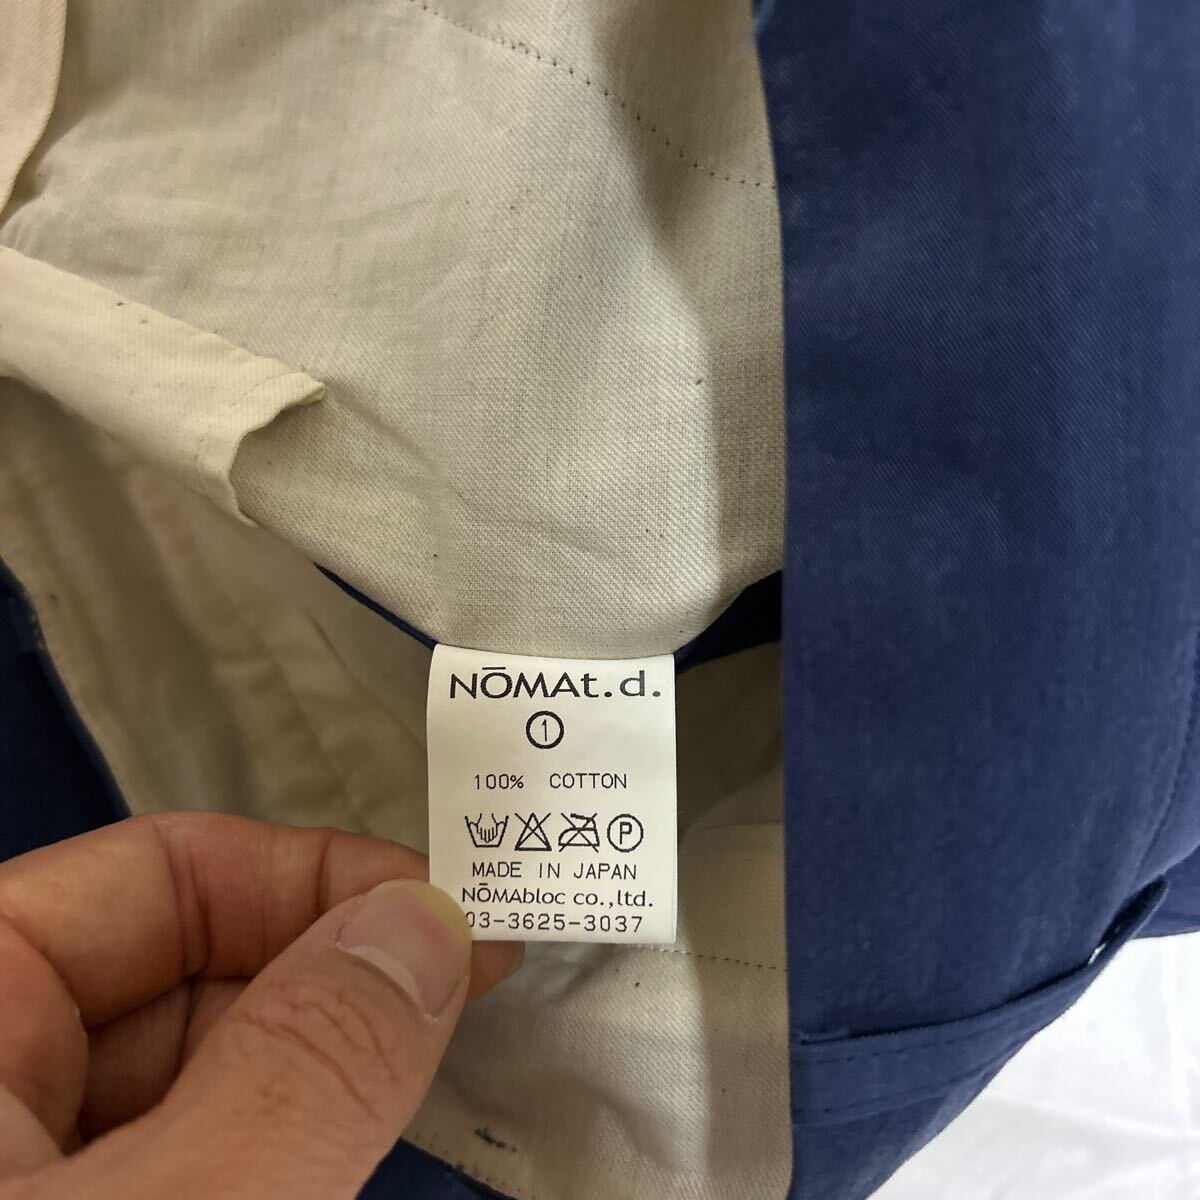 NŌMAt.d.
①
100% COTTON
P
MADE IN JAPAN
NŌMAbloc co.,ltd.
03-3625-3037